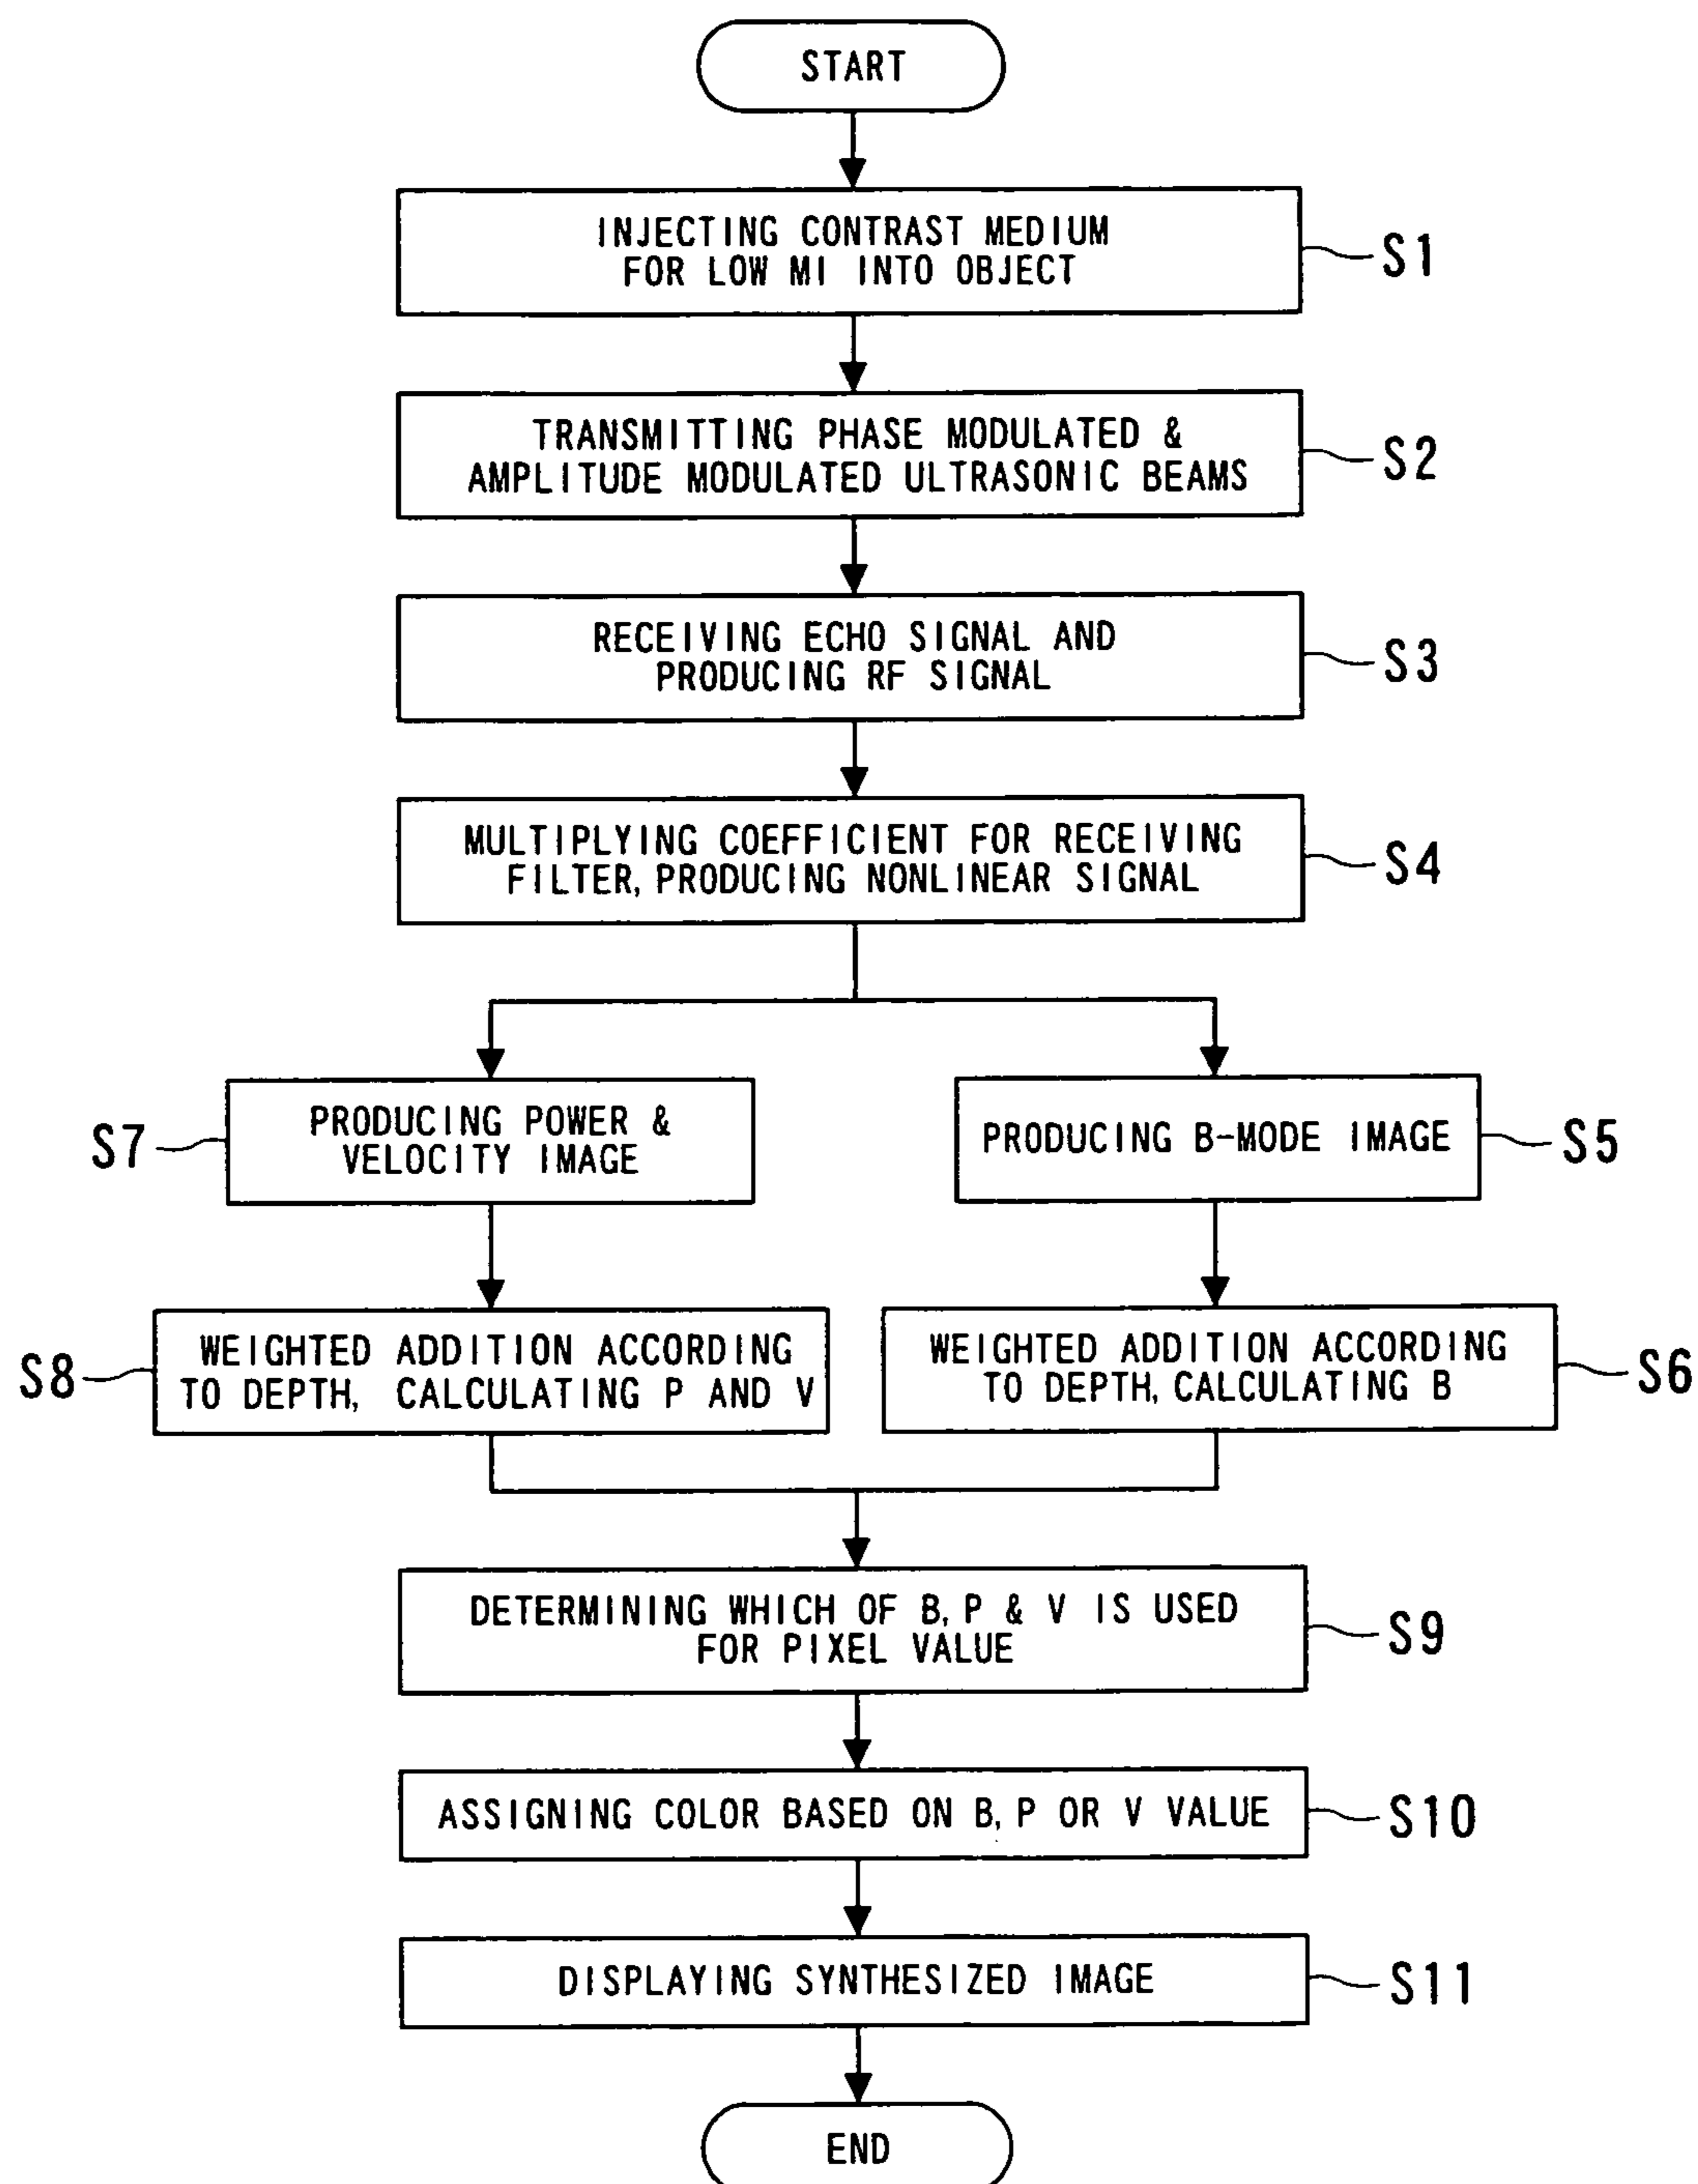 START
INJECTING CONTRAST MEDIUM
FOR LOW MI INTO OBJECT
S1
TRANSMITTING PHASE MODULATED &
AMPLITUDE MODULATED ULTRASONIC BEAMS
S2
RECEIVING ECHO SIGNAL AND
PRODUCING RF SIGNAL
S3
MULTIPLYING COEFFICIENT FOR RECEIVING
FILTER, PRODUCING NONLINEAR SIGNAL
S4
S7
PRODUCING POWER &
VELOCITY IMAGE
PRODUCING B-MODE IMAGE
S5
S8
WEIGHTED ADDITION ACCORDING
TO DEPTH, CALCULATING P AND V
WEIGHTED ADDITION ACCORDING
TO DEPTH, CALCULATING B
S6
DETERMINING WHICH OF B, P & V IS USED
FOR PIXEL VALUE
S9
ASSIGNING COLOR BASED ON B, P OR V VALUE
S10
DISPLAYING SYNTHESIZED IMAGE
S11
END